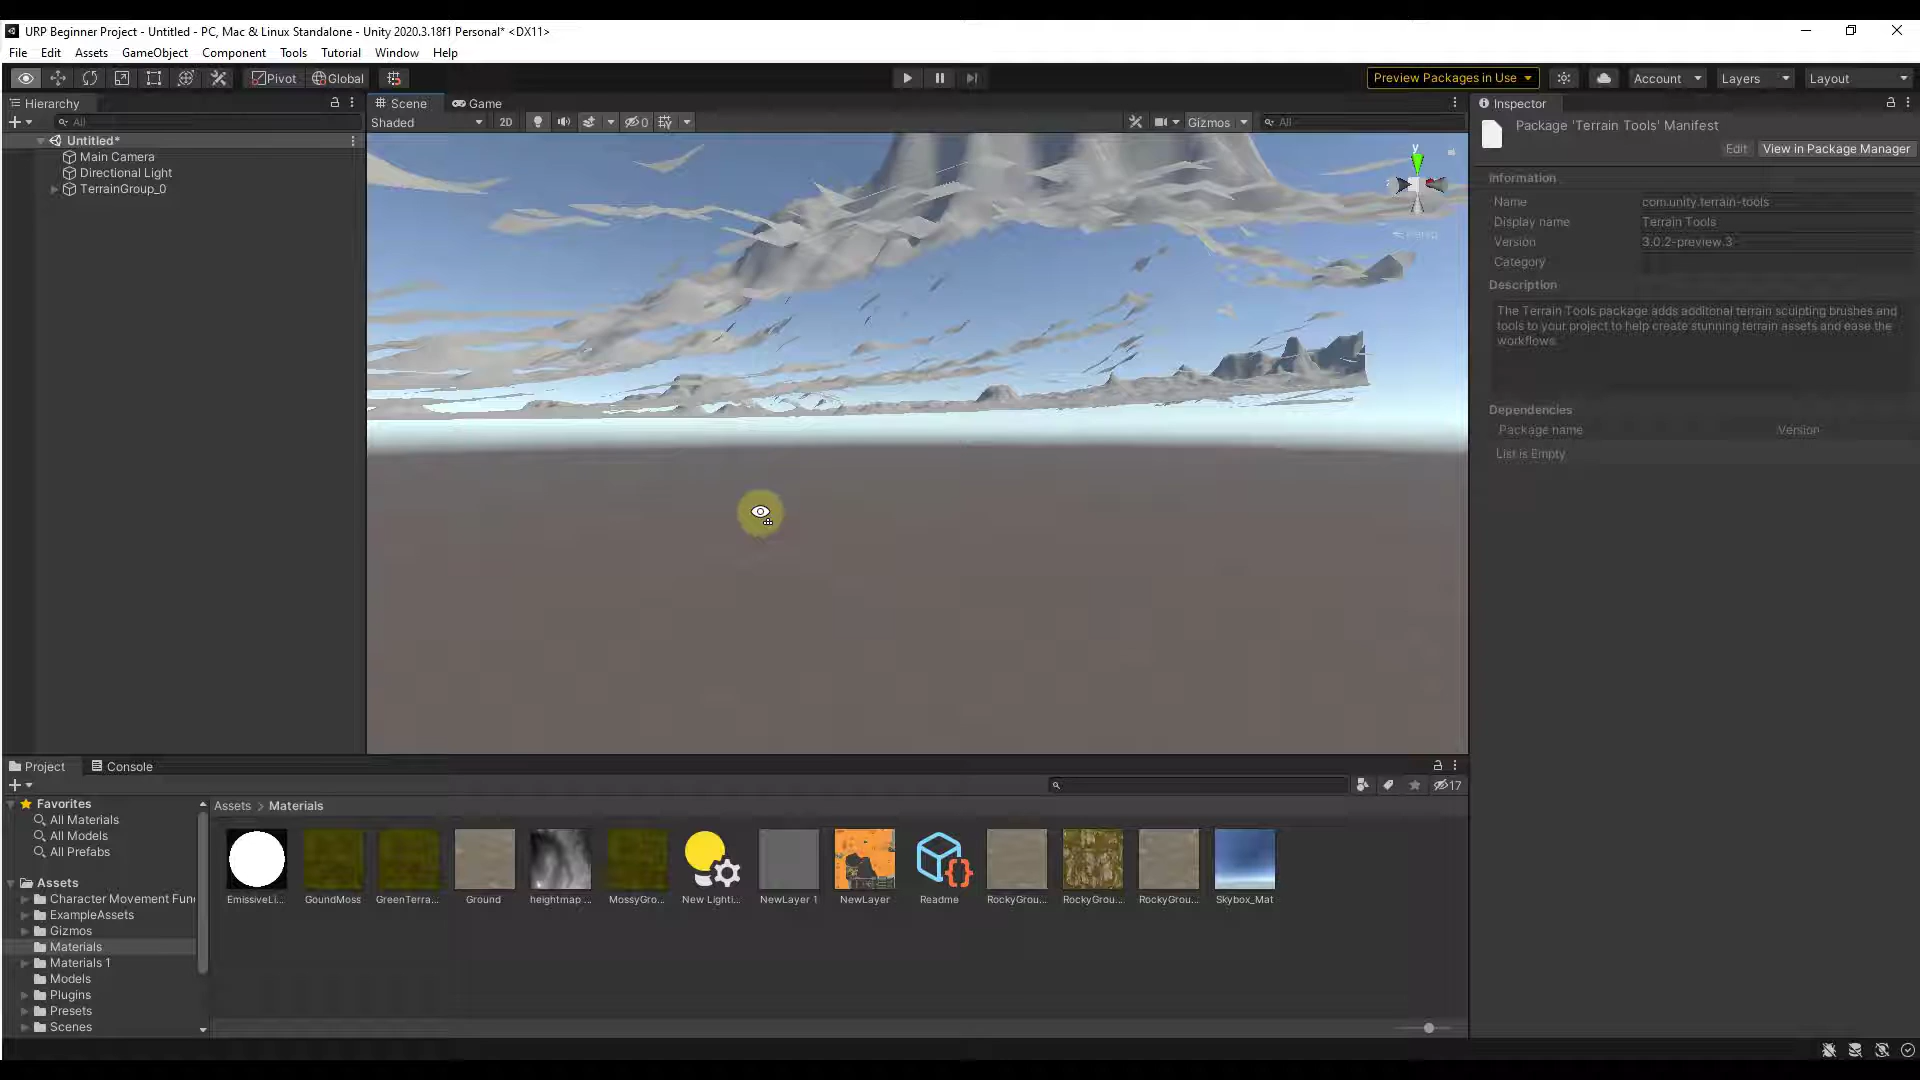 URP Beginner Project - Untitled - PC, Mac & Linux Standalone - Unity 2020.3.18f1 Personal* <DX11>
File Edit Assets GameObject Component Tools Tutorial Window Help
Pivot Global Preview Packages in Use Account Layers Layout
Hierarchy
All
Untitled*
Main Camera
Directional Light
TerrainGroup_0
Scene Game
Shaded 2D 0 Gizmos All
y
Persp
Inspector
Package 'Terrain Tools' Manifest
Edit View in Package Manager
Information
Name com.unity.terrain-tools
Display name Terrain Tools
Version 3.0.2-preview.3
Category
Description
The Terrain Tools package adds additonal terrain sculpting brushes and
tools to your project to help create stunning terrain assets and ease the
workflows.
Dependencies
Package name Version
List is Empty
Project Console
17
Favorites
All Materials
All Models
All Prefabs
Assets
Character Movement Fun
ExampleAssets
Gizmos
Materials
Materials 1
Models
Plugins
Presets
Scenes
Assets > Materials
EmissiveLi... GoundMoss GreenTerra... Ground heightmap ... MossyGro... New Lighti... NewLayer 1 NewLayer Readme RockyGrou... RockyGrou... RockyGrou... Skybox_Mat